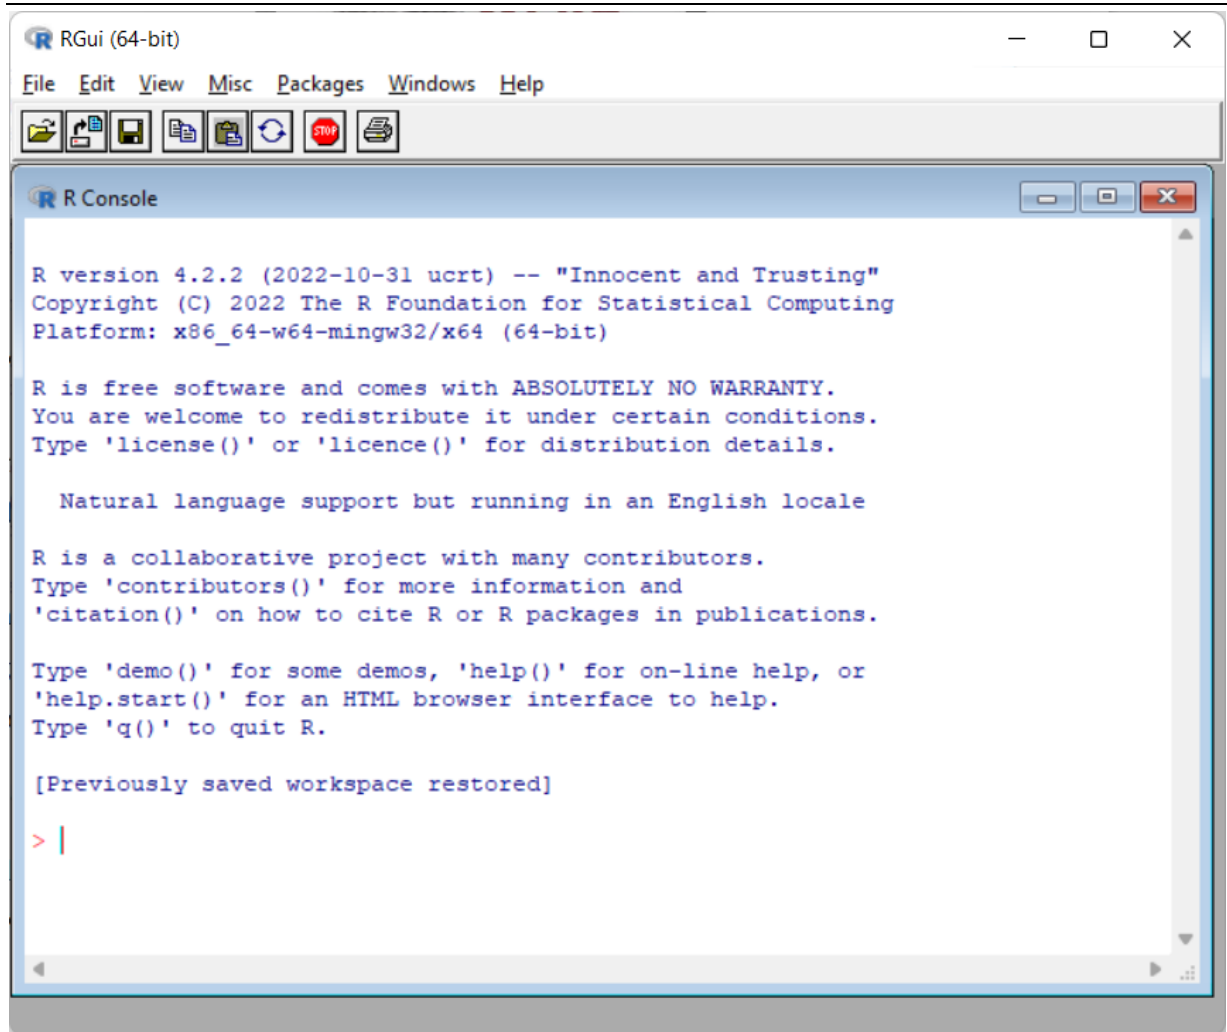 RGui (64-bit)
File Edit View Misc Packages Windows Help
STOP
R Console
R version 4.2.2 (2022-10-31 ucrt) -- "Innocent and Trusting"
Copyright (C) 2022 The R Foundation for Statistical Computing
Platform: x86_64-w64-mingw32/x64 (64-bit)
R is free software and comes with ABSOLUTELY NO WARRANTY.
You are welcome to redistribute it under certain conditions.
Type 'license()' or 'licence()' for distribution details.
Natural language support but running in an English locale
R is a collaborative project with many contributors.
Type 'contributors()' for more information and
'citation()' on how to cite R or R packages in publications.
Type 'demo()' for some demos, 'help()' for on-line help, or
'help.start()' for an HTML browser interface to help.
Type 'q()' to quit R.
[Previously saved workspace restored]
>